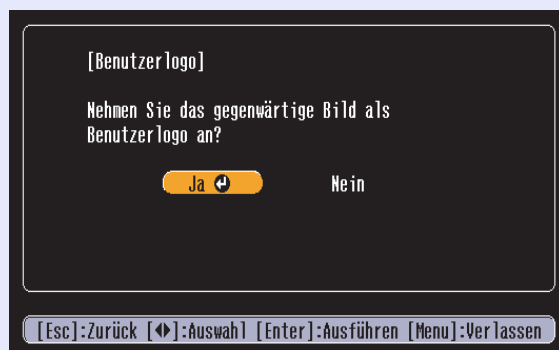 [Benutzerlogo]
Nehmen Sie das gegenwärtige Bild als
Benutzerlogo an?
Ja Nein
[Esc]:Zurück [◆]:Auswahl [Enter]:Ausführen [Menu]:Verlassen